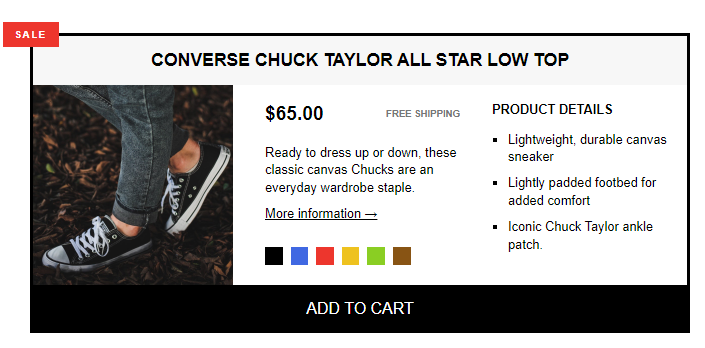 SALE
CONVERSE CHUCK TAYLOR ALL STAR LOW TOP
$65.00
FREE SHIPPING
Ready to dress up or down, these
classic canvas Chucks are an
everyday wardrobe staple.
More information →
PRODUCT DETAILS
Lightweight, durable canvas
sneaker
Lightly padded footbed for
added comfort
Iconic Chuck Taylor ankle
patch.
ADD TO CART